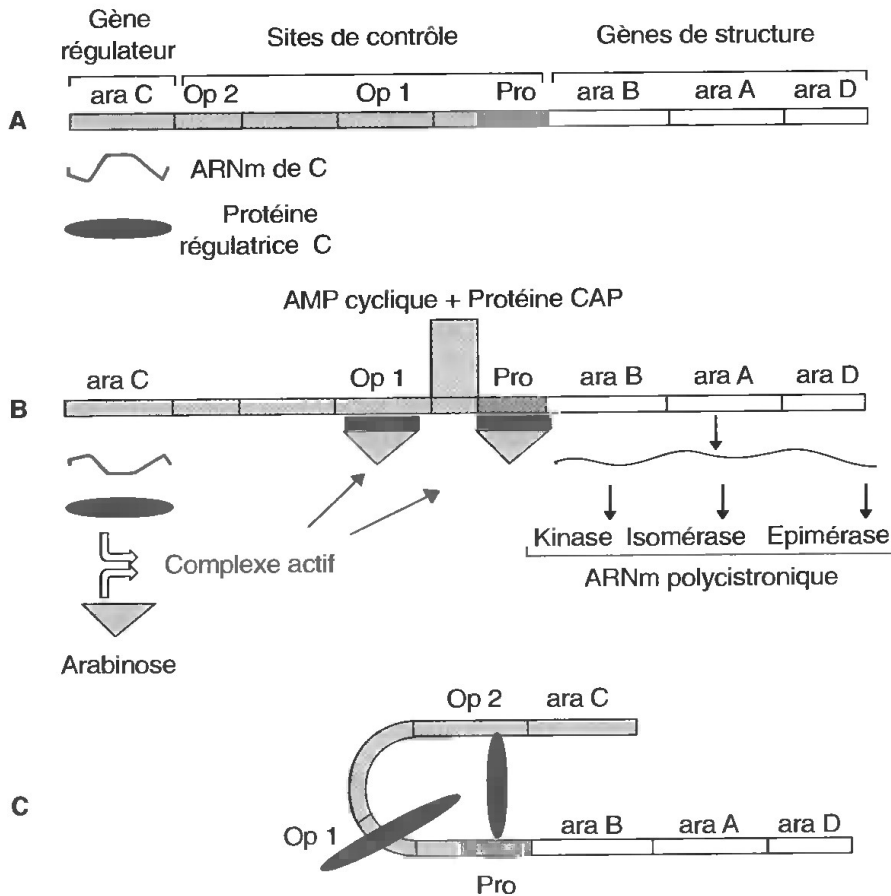 Gène
régulateur
Sites de contrôle
Gènes de structure
ara C Op 2 Op 1 Pro ara B ara A ara D
A
ARNm de C
Protéine
régulatrice C
AMP cyclique + Protéine CAP
ara C Op 1 Pro ara B ara A ara D
B
Kinase Isomérase Epimérase
Complexe actif
ARNm polycistronique
Arabinose
Op 2 ara C
C
Op 1
ara B ara A ara D
Pro